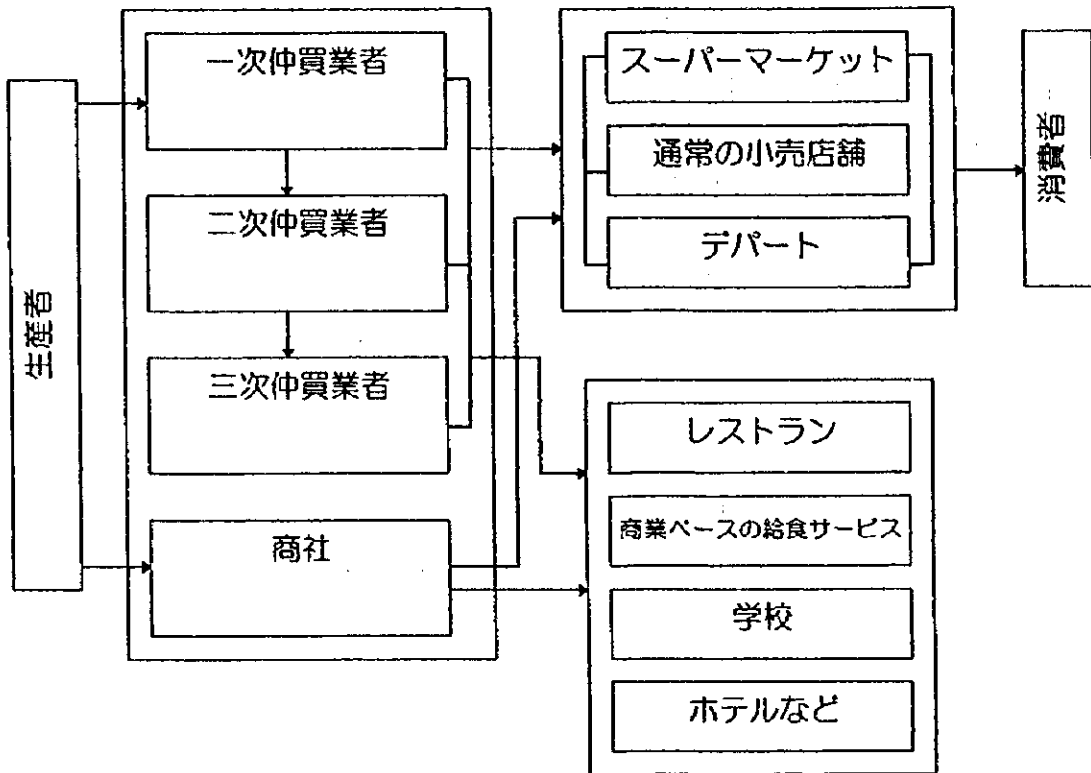 生産者
一次仲買業者
二次仲買業者
三次仲買業者
商社
スーパーマーケット
通常の小売店舗
デパート
レストラン
商業ベースの給食サービス
学校
ホテルなど
消費者